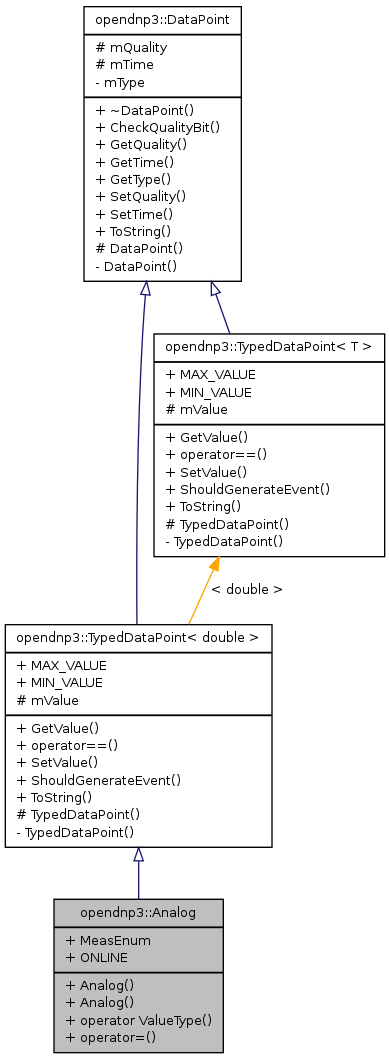 opendnp3::DataPoint
# mQuality
# mTime
- mType
+ ~DataPoint()
+ CheckQualityBit()
+ GetQuality()
+ GetTime()
+ GetType()
+ SetQuality()
+ SetTime()
+ ToString()
# DataPoint()
- DataPoint()
opendnp3::TypedDataPoint< T >
+ MAX_VALUE
+ MIN_VALUE
# mValue
+ GetValue()
+ operator==()
+ SetValue()
+ ShouldGenerateEvent()
+ ToString()
# TypedDataPoint()
- TypedDataPoint()
< double >
opendnp3::TypedDataPoint< double >
+ MAX_VALUE
+ MIN_VALUE
# mValue
+ GetValue()
+ operator==()
+ SetValue()
+ ShouldGenerateEvent()
+ ToString()
# TypedDataPoint()
- TypedDataPoint()
opendnp3::Analog
+ MeasEnum
+ ONLINE
+ Analog()
+ Analog()
+ operator ValueType()
+ operator=()